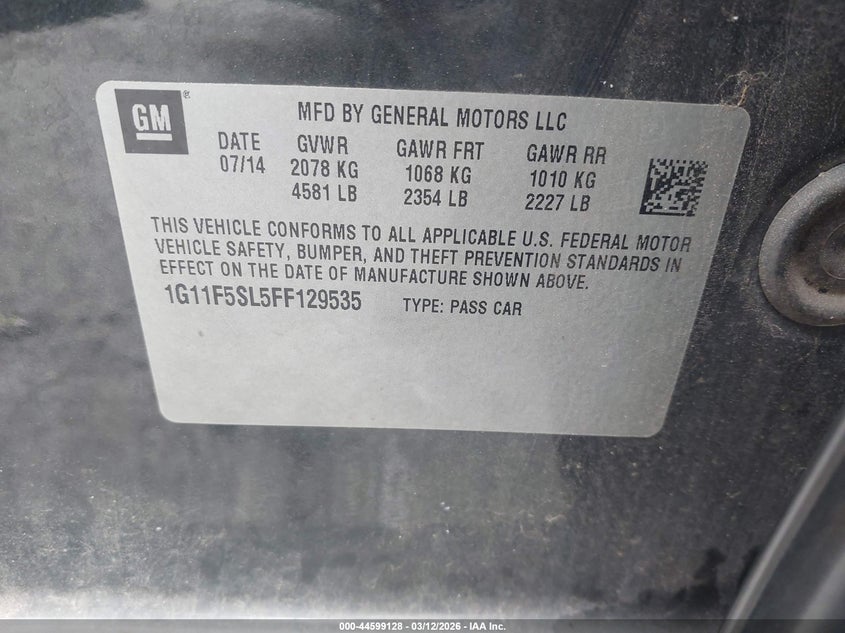 GM
MFD BY GENERAL MOTORS LLC
DATE GVWR GAWR FRT GAWR RR
07/14 2078 KG 1068 KG 1010 KG
4581 LB 2354 LB 2227 LB
THIS VEHICLE CONFORMS TO ALL APPLICABLE U.S. FEDERAL MOTOR
VEHICLE SAFETY, BUMPER, AND THEFT PREVENTION STANDARDS IN
EFFECT ON THE DATE OF MANUFACTURE SHOWN ABOVE.
1G11F5SL5FF129535 TYPE: PASS CAR
000-44599128 - 03/12/2026 - IAA Inc.